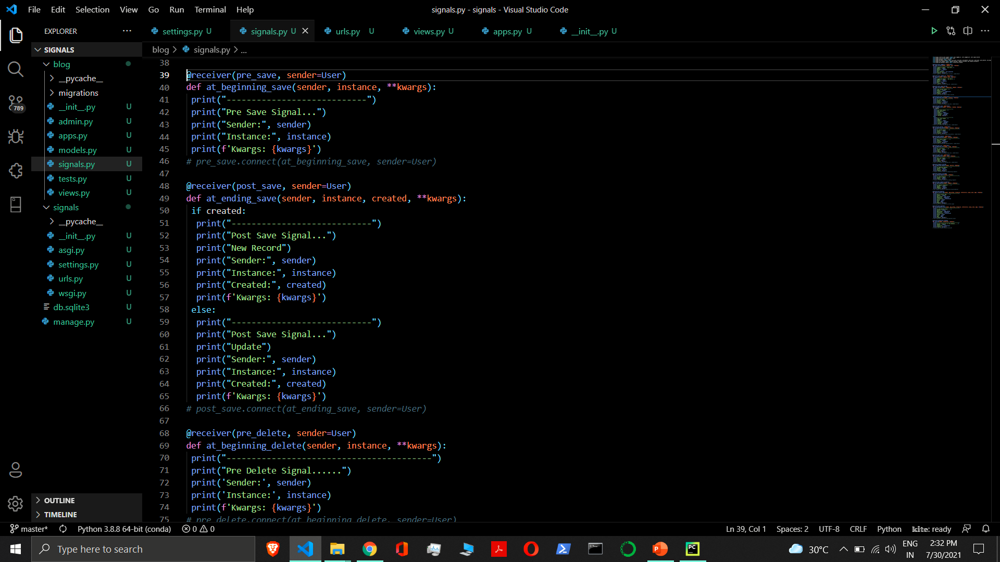 File Edit Selection View Go Run Terminal Help
signals.py - signals - Visual Studio Code
EXPLORER
settings.py U
signals.py U
urls.py U
views.py U
apps.py U
__init__.py U
SIGNALS
blog > signals.py > ...
blog
__pycache__
migrations
__init__.py U
admin.py U
apps.py U
models.py U
signals.py U
tests.py U
views.py U
signals
__pycache__
__init__.py U
asgi.py U
settings.py U
urls.py U
wsgi.py U
db.sqlite3 U
manage.py U
789
OUTLINE
TIMELINE
38
39 @receiver(pre_save, sender=User)
40 def at_beginning_save(sender, instance, **kwargs):
41 print("----------------------------")
42 print("Pre Save Signal...")
43 print("Sender:", sender)
44 print("Instance:", instance)
45 print(f'Kwargs: {kwargs}')
46 # pre_save.connect(at_beginning_save, sender=User)
47
48 @receiver(post_save, sender=User)
49 def at_ending_save(sender, instance, created, **kwargs):
50 if created:
51 print("----------------------------")
52 print("Post Save Signal...")
53 print("New Record")
54 print("Sender:", sender)
55 print("Instance:", instance)
56 print("Created:", created)
57 print(f'Kwargs: {kwargs}')
58 else:
59 print("----------------------------")
60 print("Post Save Signal...")
61 print("Update")
62 print("Sender:", sender)
63 print("Instance:", instance)
64 print("Created:", created)
65 print(f'Kwargs: {kwargs}')
66 # post_save.connect(at_ending_save, sender=User)
67
68 @receiver(pre_delete, sender=User)
69 def at_beginning_delete(sender, instance, **kwargs):
70 print("-----------------------------------------")
71 print("Pre Delete Signal......")
72 print('Sender:', sender)
73 print('Instance:', instance)
74 print(f'Kwargs: {kwargs}')
75 # pre_delete.connect(at_beginning_delete, sender=User)
master* Python 3.8.8 64-bit (conda) 0 0 Ln 39, Col 1 Spaces: 2 UTF-8 CRLF Python kite: ready
Type here to search
30°C
ENG
IN
2:32 PM
7/30/2021